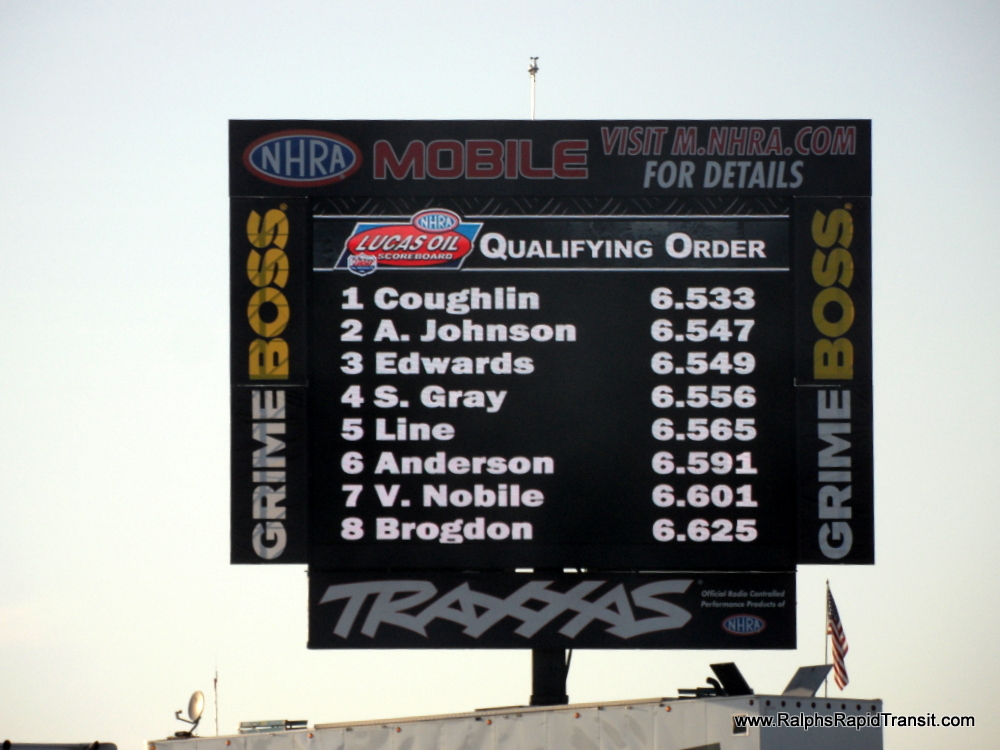 NHRA MOBILE VISIT M.NHRA.COM
FOR DETAILS
GRIME BOSS
NHRA
LUCAS OIL
SCOREBOARD
QUALIFYING ORDER
1 Coughlin 6.533
2 A. Johnson 6.547
3 Edwards 6.549
4 S. Gray 6.556
5 Line 6.565
6 Anderson 6.591
7 V. Nobile 6.601
8 Brogdon 6.625
GRIME BOSS
TRAXXAS
Official Radio Controlled
Performance Products of
NHRA
www.RalphsRapidTransit.com